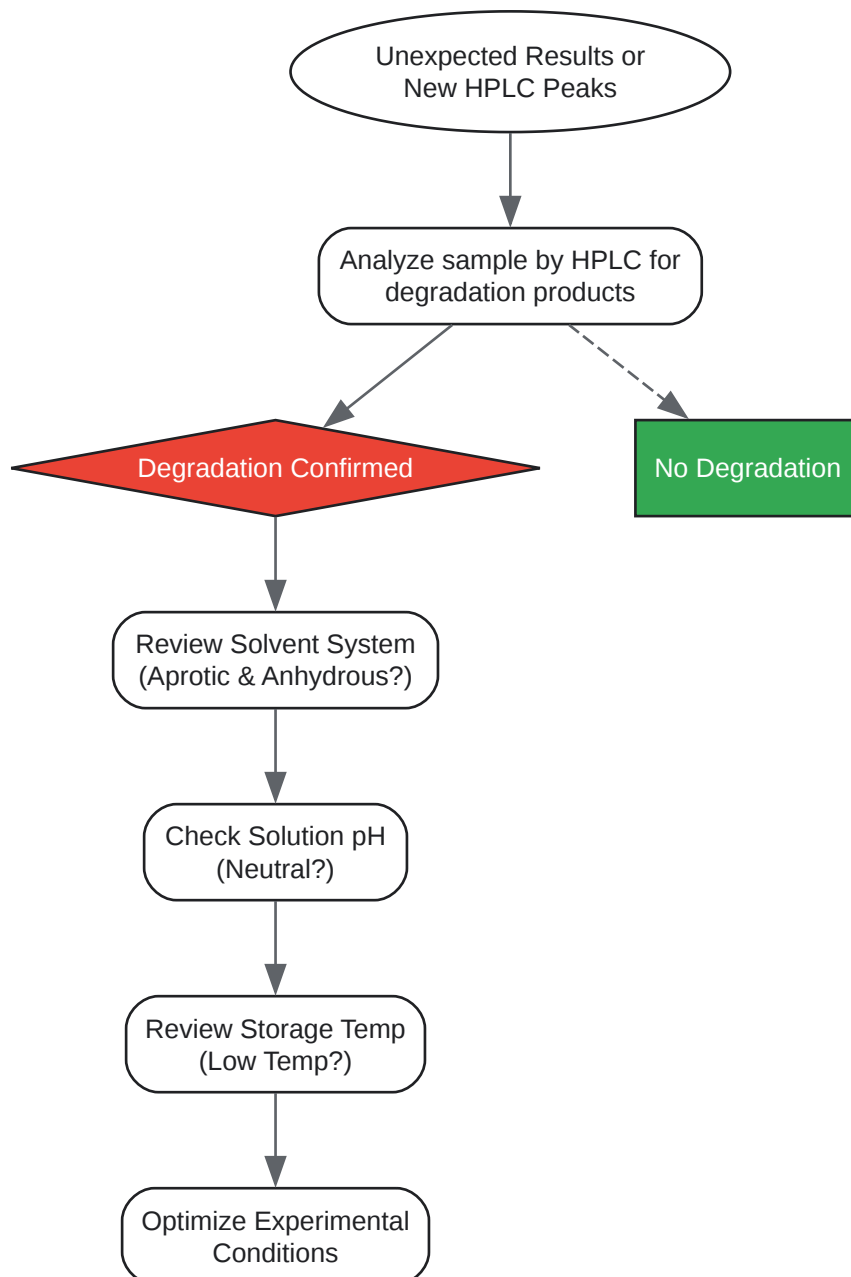 Unexpected Results or
New HPLC Peaks
Analyze sample by HPLC for
degradation products
Degradation Confirmed
No Degradation
Review Solvent System
(Aprotic & Anhydrous?)
Check Solution pH
(Neutral?)
Review Storage Temp
(Low Temp?)
Optimize Experimental
Conditions